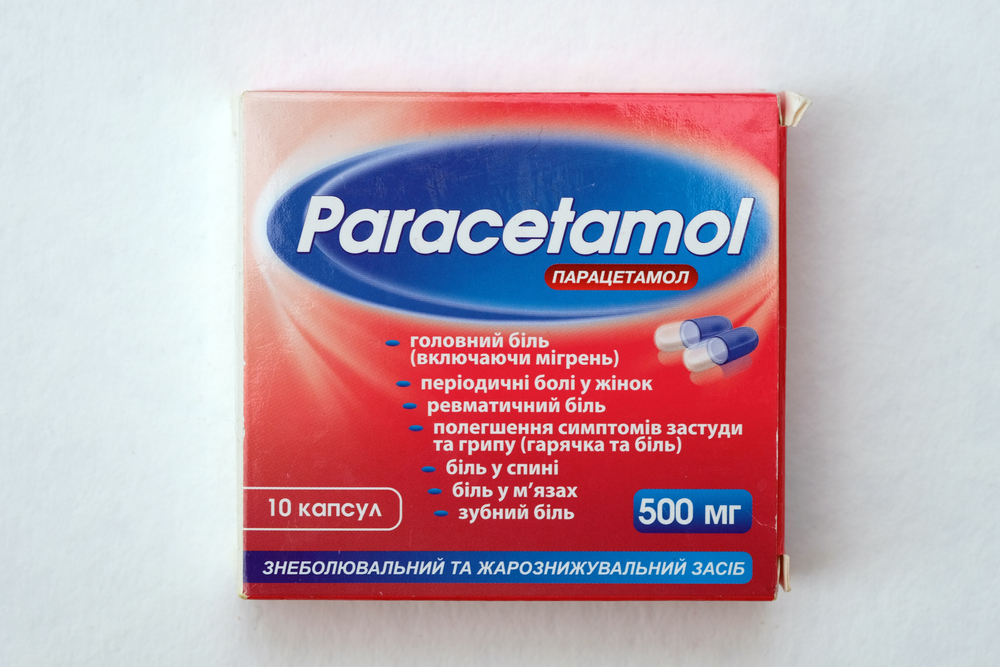 Paracetamol
ПАРАЦЕТАМОЛ
головний біль
(включаючи мігрень)
періодичні болі у жінок
ревматичний біль
полегшення симптомів застуди
та грипу (гарячка та біль)
біль у спині
біль у м’язах
зубний біль
10 капсул
500 мг
ЗНЕБОЛЮВАЛЬНИЙ ТА ЖАРОЗНИЖУВАЛЬНИЙ ЗАСІБ